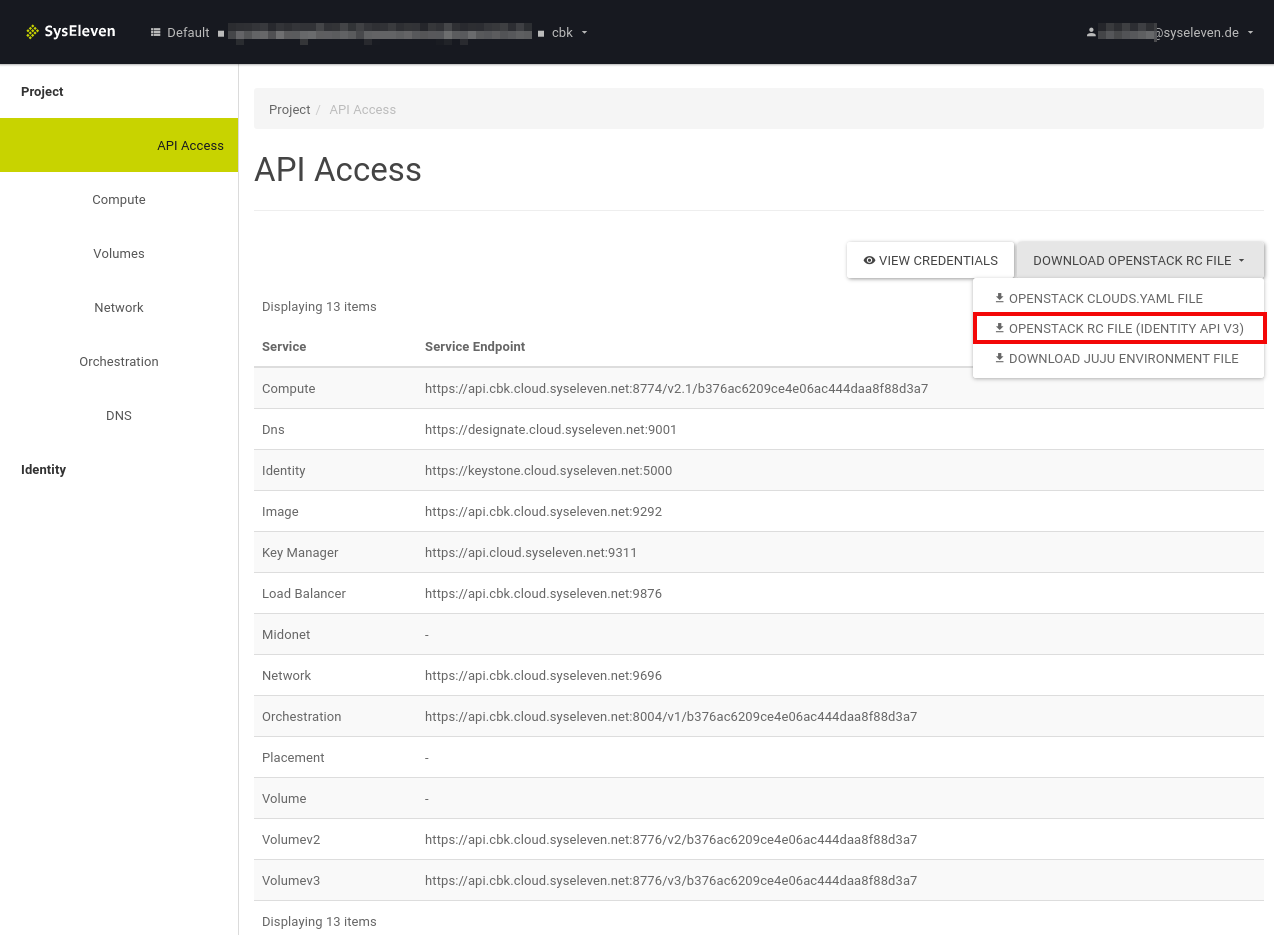 SysEleven Default cbk @syseleven.de
Project
Project / API Access
API Access
API Access
Compute
Volumes
Network
Orchestration
DNS
Identity
VIEW CREDENTIALS DOWNLOAD OPENSTACK RC FILE
OPENSTACK CLOUDS.YAML FILE
OPENSTACK RC FILE (IDENTITY API V3)
DOWNLOAD JUJU ENVIRONMENT FILE
Displaying 13 items
Service Service Endpoint
Compute https://api.cbk.cloud.syseleven.net:8774/v2.1/b376ac6209ce4e06ac444daa8f88d3a7
Dns https://designate.cloud.syseleven.net:9001
Identity https://keystone.cloud.syseleven.net:5000
Image https://api.cbk.cloud.syseleven.net:9292
Key Manager https://api.cloud.syseleven.net:9311
Load Balancer https://api.cbk.cloud.syseleven.net:9876
Midonet -
Network https://api.cbk.cloud.syseleven.net:9696
Orchestration https://api.cbk.cloud.syseleven.net:8004/v1/b376ac6209ce4e06ac444daa8f88d3a7
Placement -
Volume -
Volumev2 https://api.cbk.cloud.syseleven.net:8776/v2/b376ac6209ce4e06ac444daa8f88d3a7
Volumev3 https://api.cbk.cloud.syseleven.net:8776/v3/b376ac6209ce4e06ac444daa8f88d3a7
Displaying 13 items